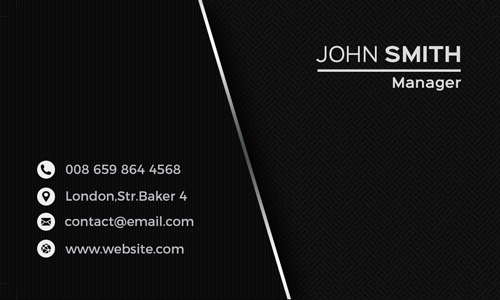 JOHN SMITH
Manager
008 659 864 4568
London,Str.Baker 4
contact@email.com
www.website.com